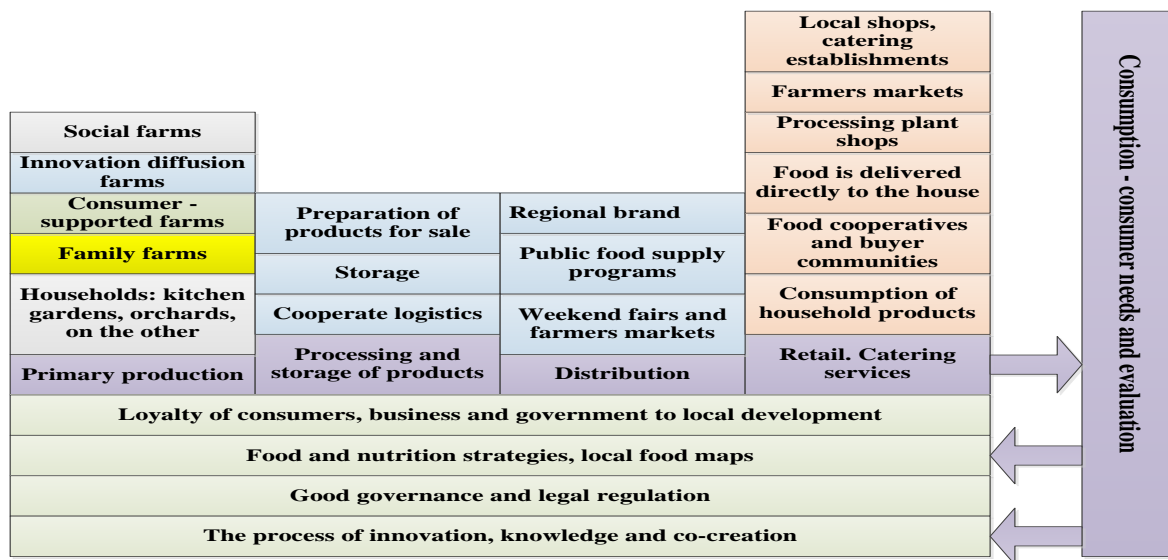 Social farms
Innovation diffusion
farms
Consumer -
supported farms
Family farms
Households: kitchen
gardens, orchards,
on the other
Primary production
Preparation of
products for sale
Storage
Cooperate logistics
Processing and
storage of products
Regional brand
Public food supply
programs
Weekend fairs and
farmers markets
Distribution
Local shops,
catering
establishments
Farmers markets
Processing plant
shops
Food is delivered
directly to the house
Food cooperatives
and buyer
communities
Consumption of
household products
Retail. Catering
services
Loyalty of consumers, business and government to local development
Food and nutrition strategies, local food maps
Good governance and legal regulation
The process of innovation, knowledge and co-creation
Consumption - consumer needs and evaluation